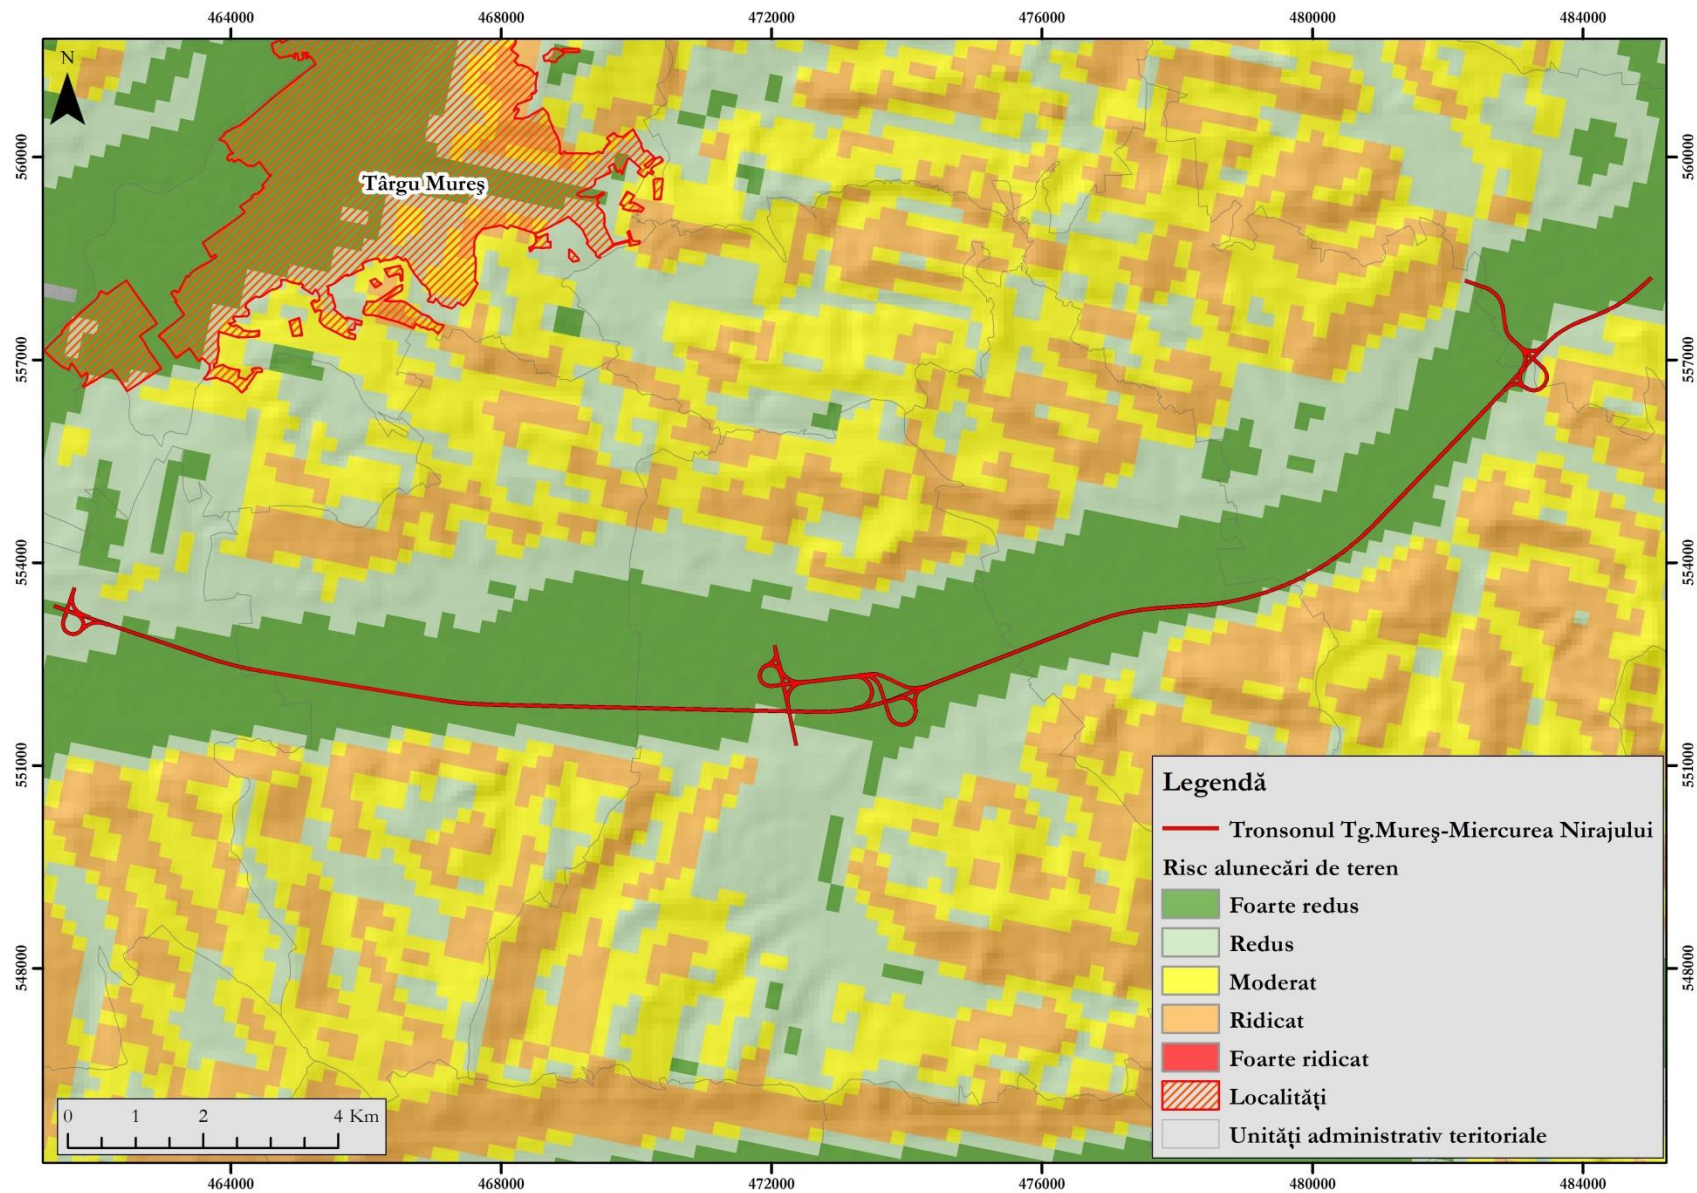 464000 468000 472000 476000 480000 484000
N
560000 560000
Târgu Mureş
557000 557000
554000 554000
551000 551000
Legendă
Tronsonul Tg.Mureş-Miercurea Nirajului
Risc alunecări de teren
Foarte redus
Redus
548000 548000
Moderat
Ridicat
Foarte ridicat
Localităţi
0 1 2 4 Km
Unităţi administrativ teritoriale
464000 468000 472000 476000 480000 484000